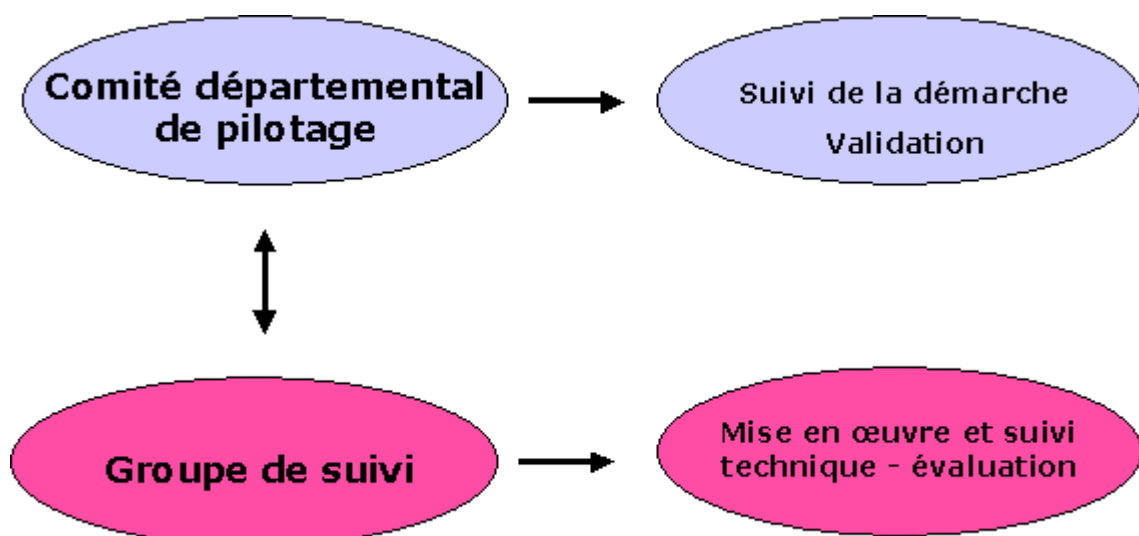 Comité départemental
de pilotage
Suivi de la démarche
Validation
Groupe de suivi
Mise en œuvre et suivi
technique - évaluation